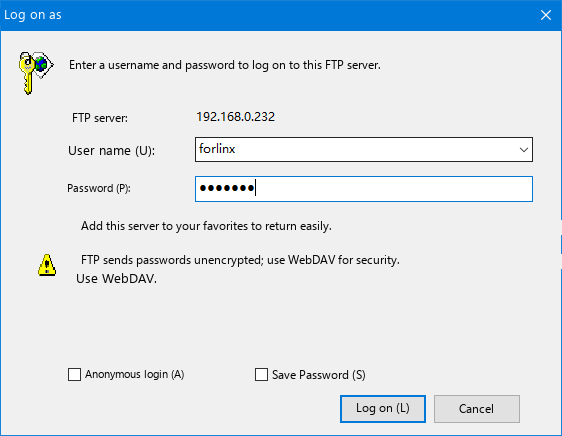 Log on as
Enter a username and password to log on to this FTP server.
FTP server: 192.168.0.232
User name (U): forlinx
Password (P): ●●●●●●●
Add this server to your favorites to return easily.
FTP sends passwords unencrypted; use WebDAV for security.
Use WebDAV.
Anonymous login (A) Save Password (S)
Log on (L) Cancel